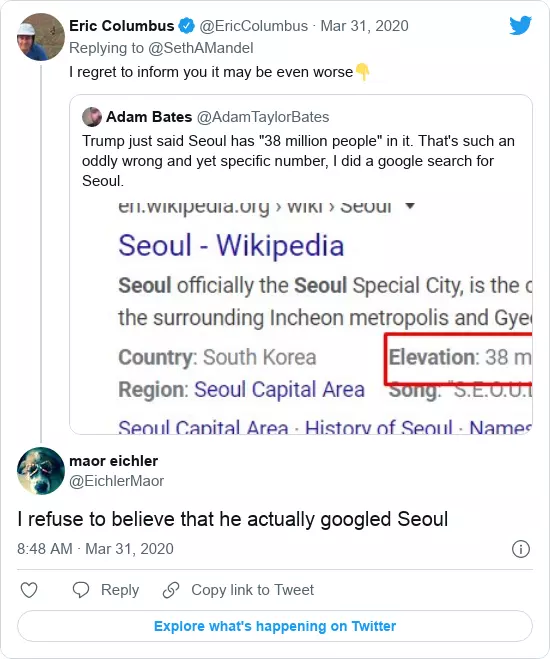 Eric Columbus @EricColumbus · Mar 31, 2020
Replying to @SethAMandel
I regret to inform you it may be even worse👇
Adam Bates @AdamTaylorBates
Trump just said Seoul has "38 million people" in it. That's such an
oddly wrong and yet specific number, I did a google search for
Seoul.
en.wikipedia.org › wiki › Seoul
Seoul - Wikipedia
Seoul officially the Seoul Special City, is the c
the surrounding Incheon metropolis and Gye
Country: South Korea Elevation: 38 m
Region: Seoul Capital Area Song: "S.E.O.U.L
Seoul Capital Area · History of Seoul · Names
maor eichler
@EichlerMaor
I refuse to believe that he actually googled Seoul
8:48 AM · Mar 31, 2020
Reply Copy link to Tweet
Explore what's happening on Twitter